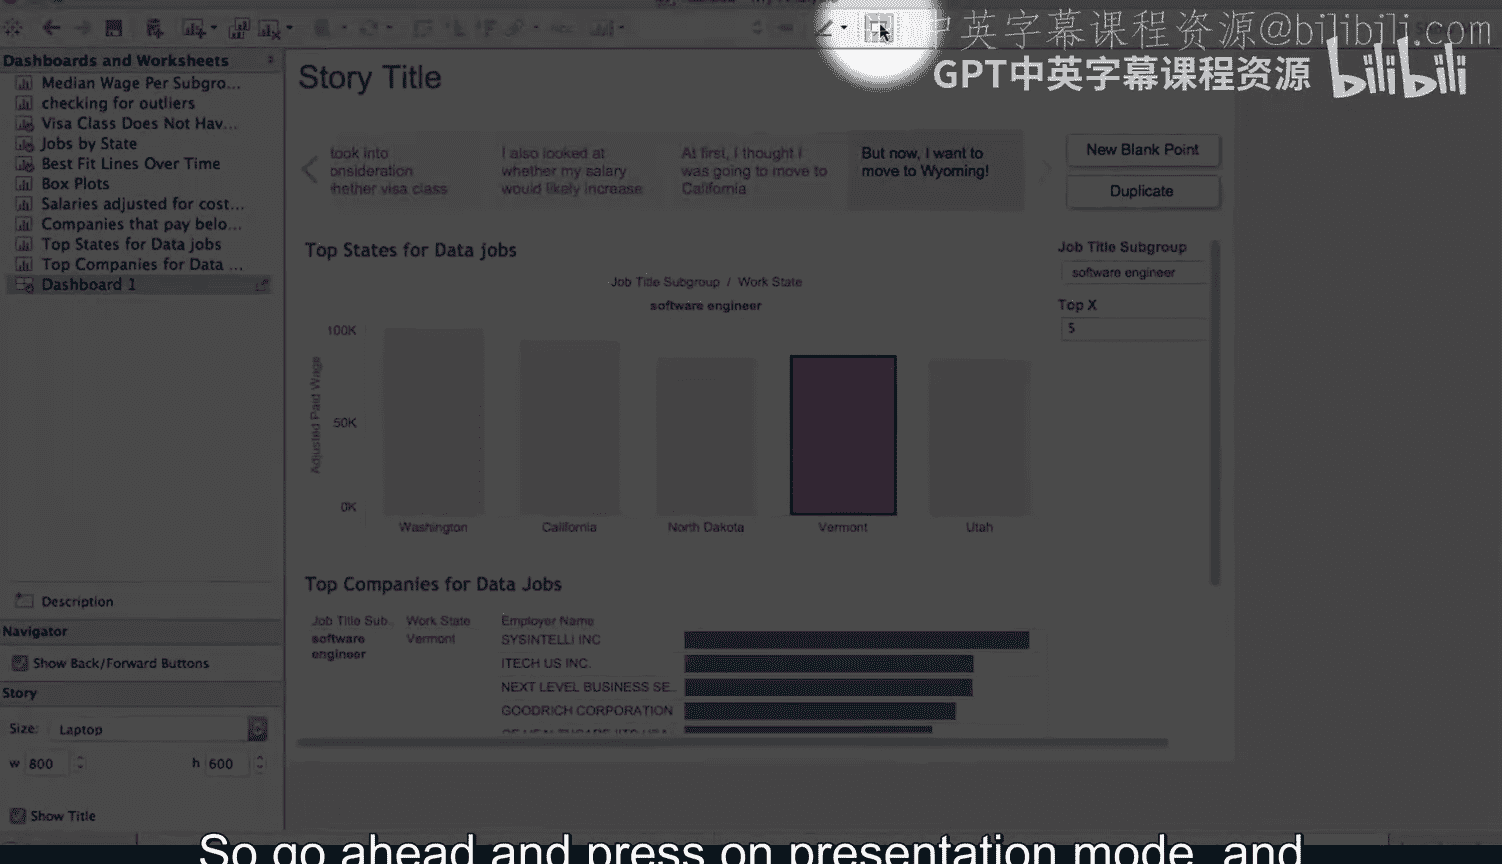 中英字幕课程资源@bilibili.com
GPT中英字幕课程资源 bilibili
Dashboards and Worksheets
Median Wage Per Subgro...
checking for outliers
Visa Class Does Not Hav...
Jobs by State
Best Fit Lines Over Time
Box Plots
Salaries adjusted for cost...
Companies that pay belo...
Top States for Data jobs
Top Companies for Data ...
Dashboard 1
Description
Navigator
Show Back/Forward Buttons
Story
Size: Laptop
w 800 h 600
Show Title
Story Title
took into
onsideration
hether visa class
I also looked at
whether my salary
would likely increase
At first, I thought I
was going to move to
California
But now, I want to
move to Wyoming!
New Blank Point
Duplicate
Top States for Data jobs
Job Title Subgroup / Work State
software engineer
Adjusted Paid Wage
100K
50K
0K
Washington California North Dakota Vermont Utah
Job Title Subgroup
software engineer
Top X
5
Top Companies for Data Jobs
Job Title Sub.. Work State Employer Name
software engineer Vermont SYSINTELLI INC
ITECH US INC.
NEXT LEVEL BUSINESS SE..
GOODRICH CORPORATION
So go ahead and press on presentation mode, and